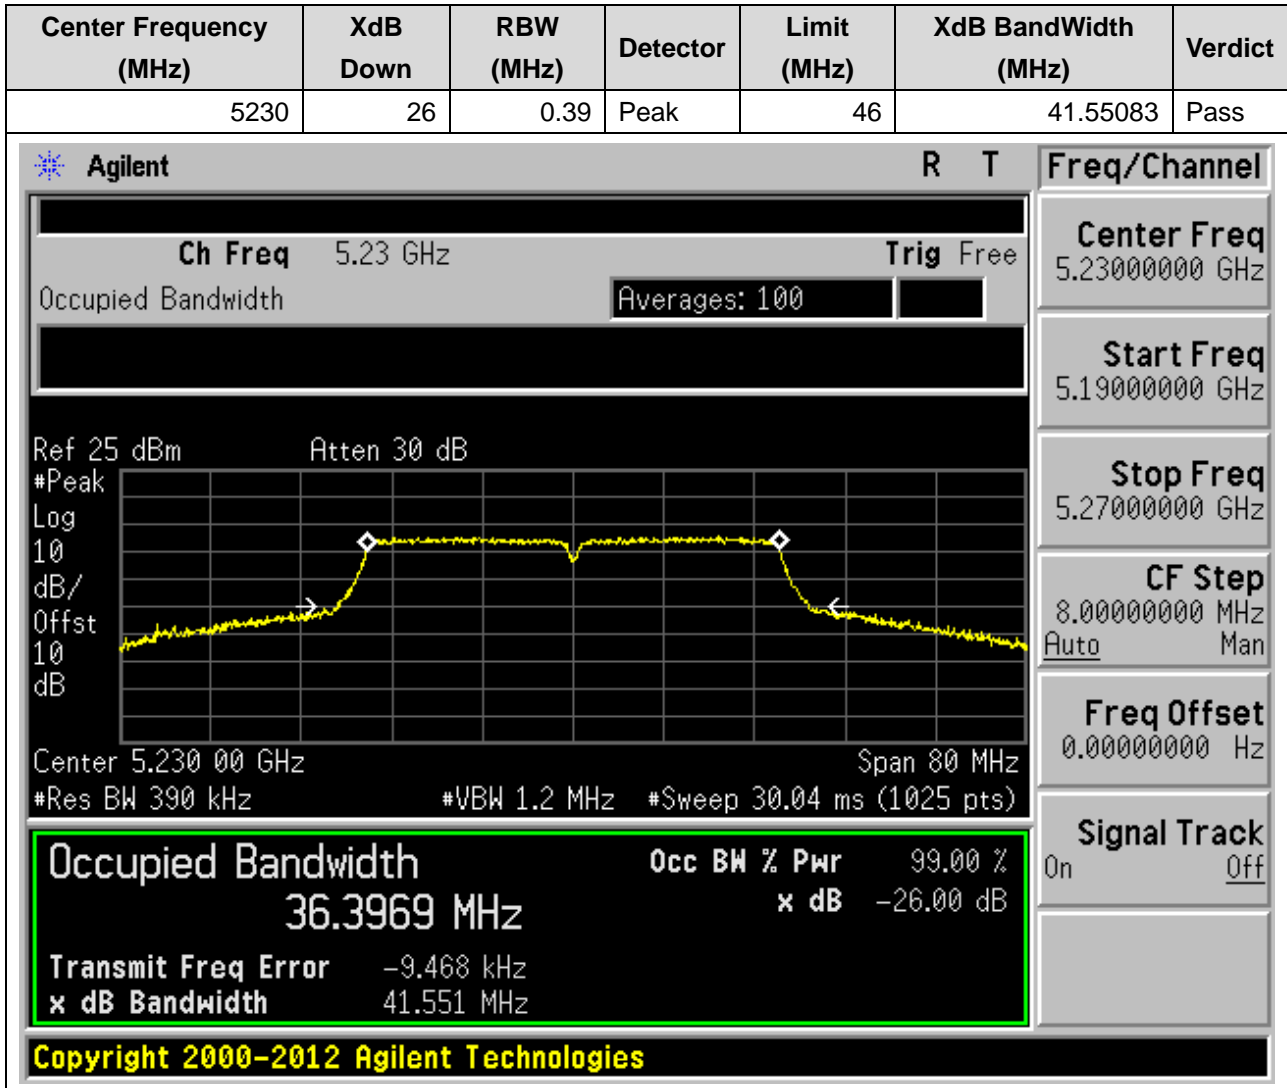 Center Frequency (MHz) XdB Down RBW (MHz) Detector Limit (MHz) XdB BandWidth (MHz) Verdict
5230 26 0.39 Peak 46 41.55083 Pass
Agilent R T Freq/Channel
Ch Freq 5.23 GHz Trig Free
Occupied Bandwidth Averages: 100
Center Freq
5.23000000 GHz
Start Freq
5.19000000 GHz
Stop Freq
5.27000000 GHz
CF Step
8.00000000 MHz
Auto Man
Freq Offset
0.00000000 Hz
Signal Track
On Off
Ref 25 dBm Atten 30 dB
#Peak
Log
10
dB/
Offst
10
dB
Center 5.230 00 GHz Span 80 MHz
#Res BW 390 kHz #VBW 1.2 MHz #Sweep 30.04 ms (1025 pts)
Occupied Bandwidth Occ BW % Pwr 99.00 %
36.3969 MHz x dB -26.00 dB
Transmit Freq Error -9.468 kHz
x dB Bandwidth 41.551 MHz
Copyright 2000-2012 Agilent Technologies